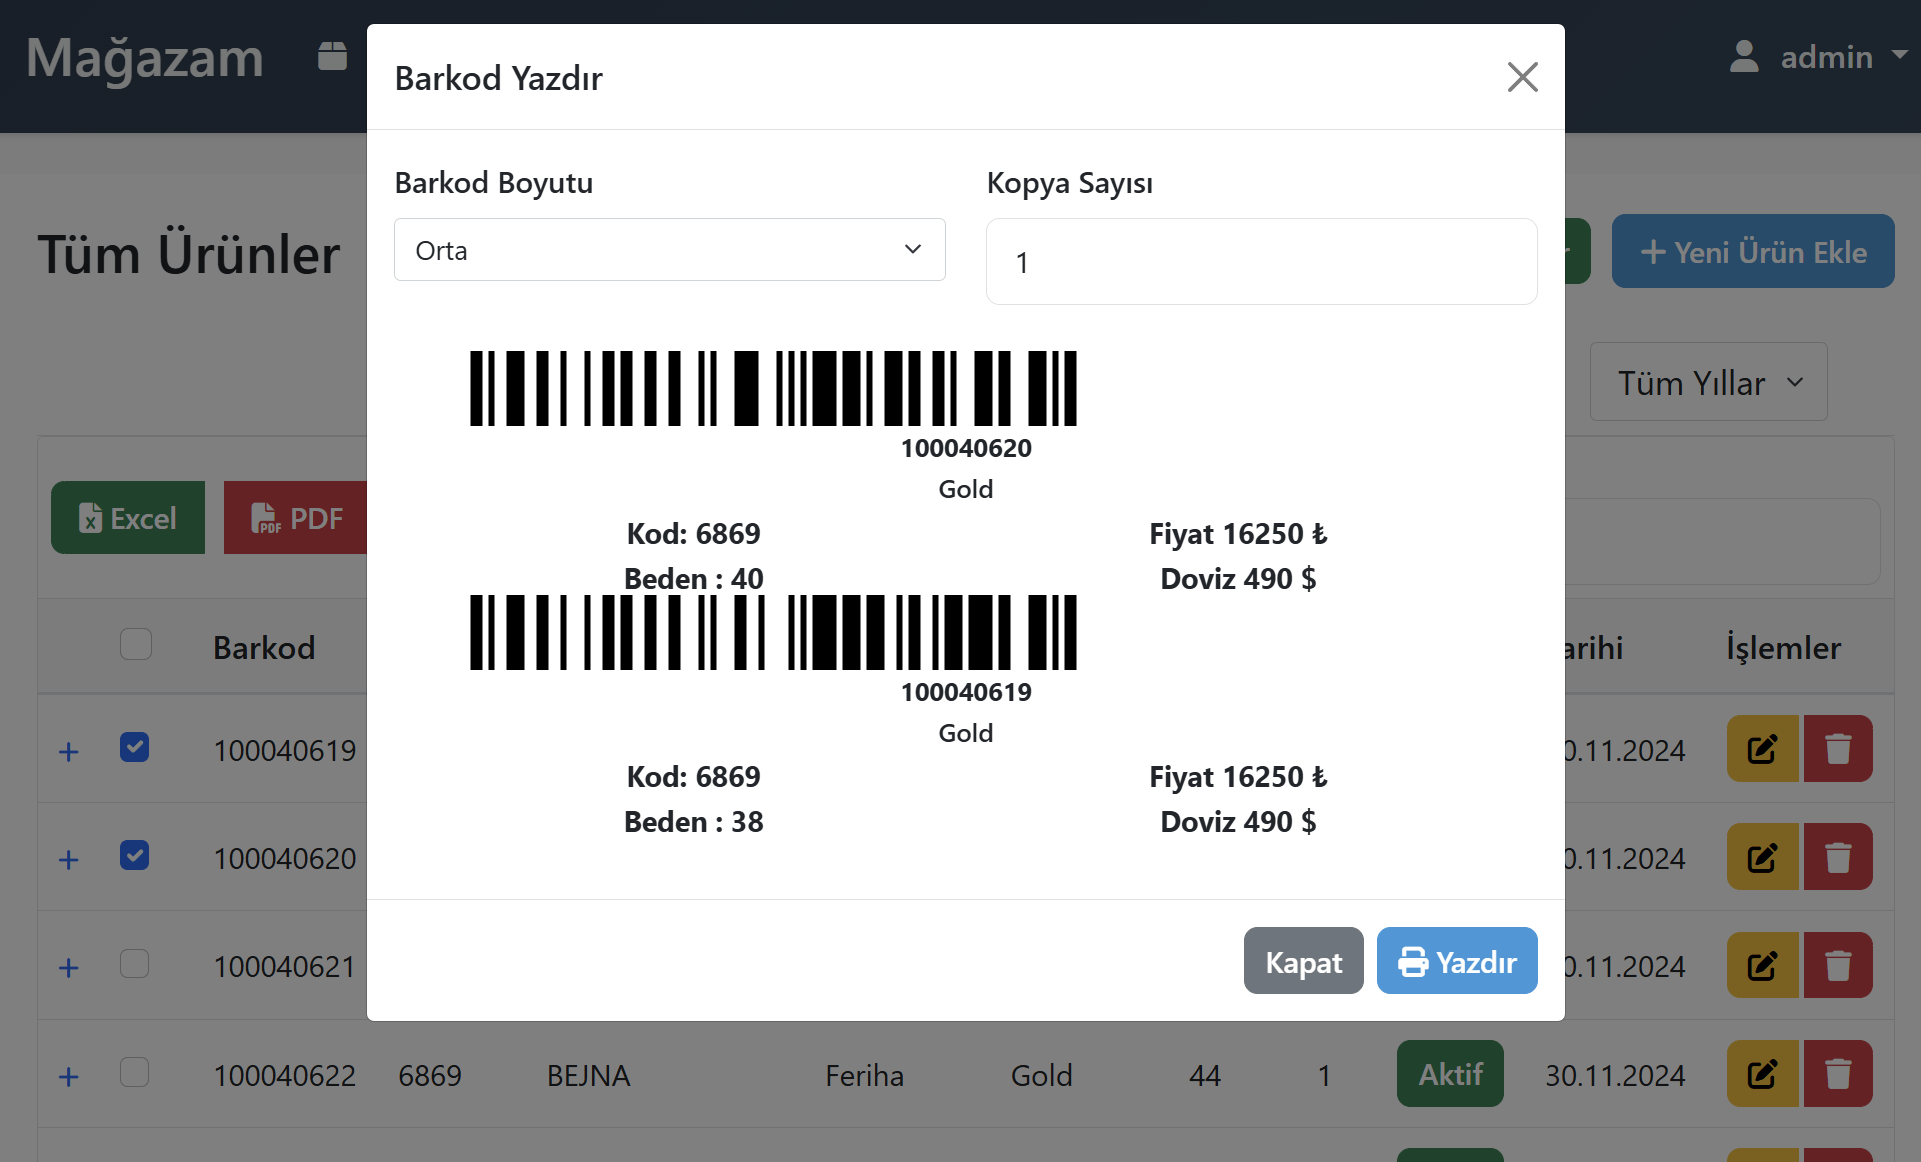 Mağazam
admin
Barkod Yazdır
Barkod Boyutu
Kopya Sayısı
Orta
1
Tüm Ürünler
Yeni Ürün Ekle
Tüm Yıllar
100040620
Gold
Kod: 6869
Fiyat 16250 ₺
Beden : 40
Doviz 490 $
Excel
PDF
100040619
Gold
Kod: 6869
Fiyat 16250 ₺
Beden : 38
Doviz 490 $
Barkod
arihi
İşlemler
100040619
0.11.2024
100040620
0.11.2024
100040621
0.11.2024
Kapat
Yazdır
100040622 6869 BEJNA Feriha Gold 44 1 Aktif 30.11.2024